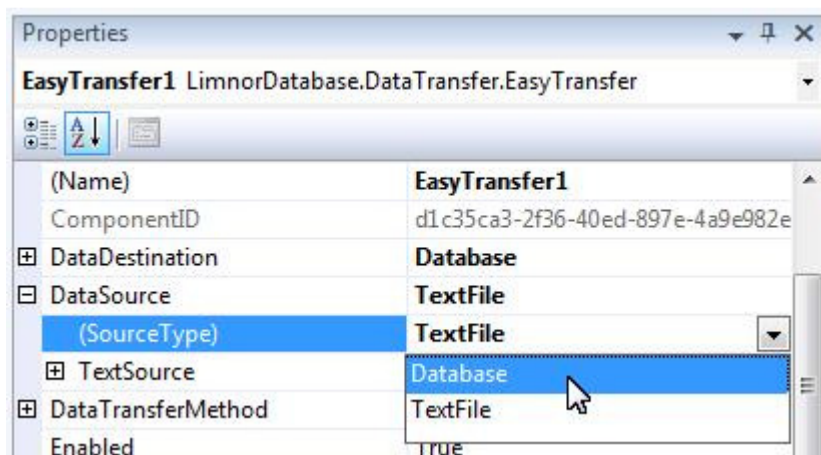 Properties
EasyTransfer1 LimnorDatabase.DataTransfer.EasyTransfer
(Name) EasyTransfer1
ComponentID d1c35ca3-2f36-40ed-897e-4a9e982e
DataDestination Database
DataSource TextFile
(SourceType) TextFile
TextSource Database
DataTransferMethod TextFile
Enabled True